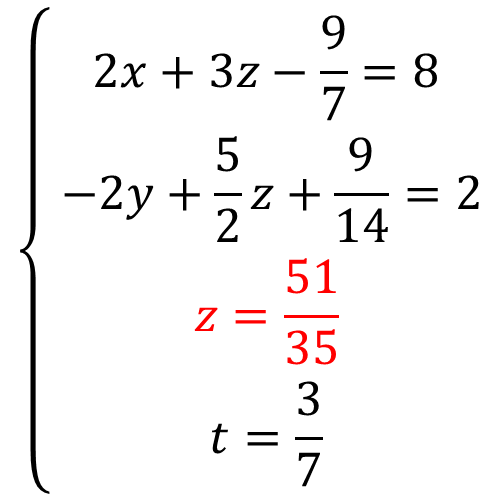 2x + 3z − 9/7 = 8
−2y + 5/2 z + 9/14 = 2
z = 51/35
t = 3/7